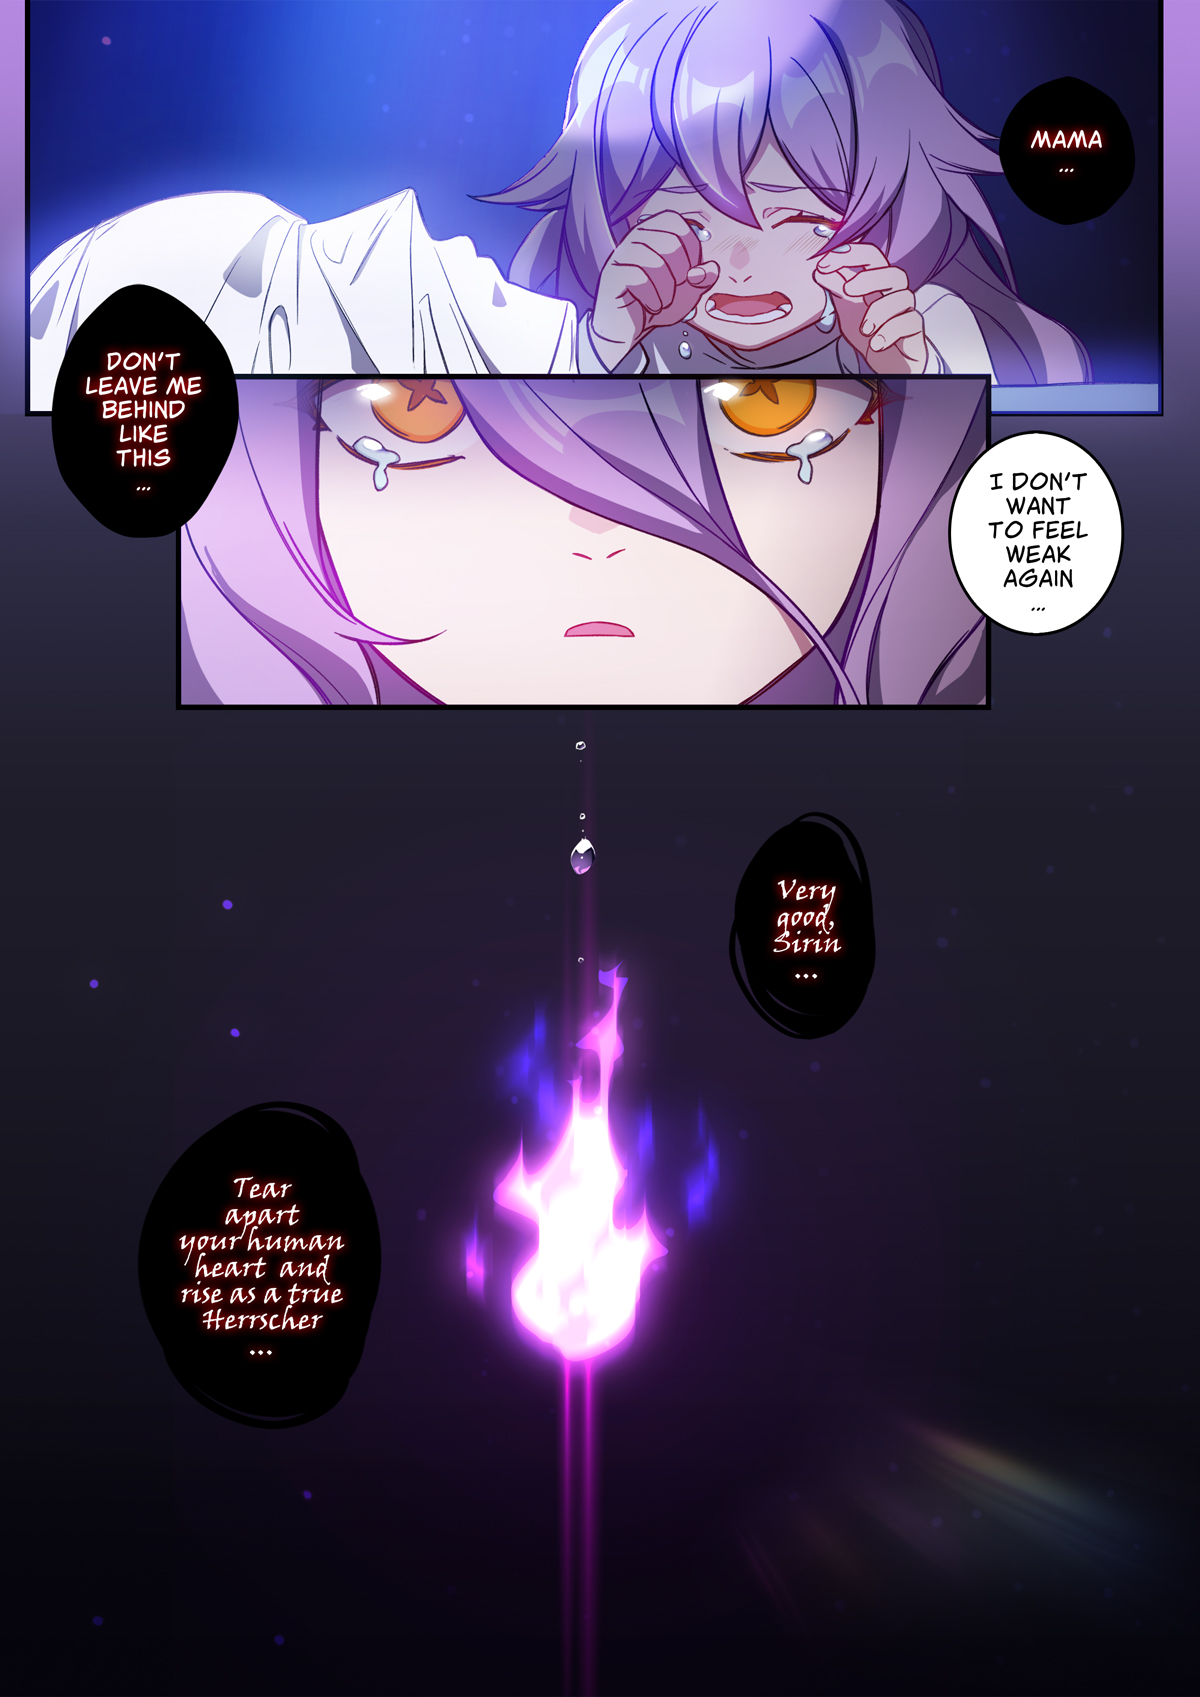 MAMA
...
DON'T
LEAVE ME
BEHIND
LIKE
THIS
...
I DON'T
WANT
TO FEEL
WEAK
AGAIN
...
Very
good,
Sirin
...
Tear
apart
your human
heart and
rise as a true
Herrscher
...